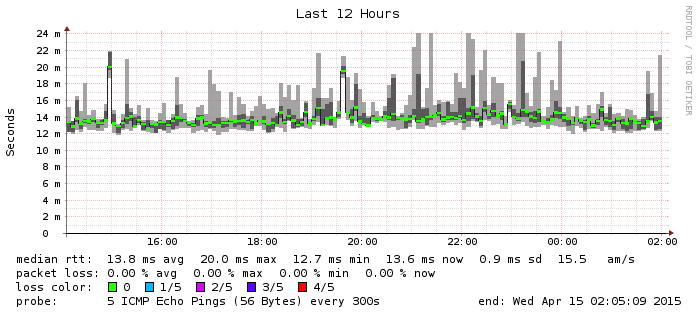 Last 12 Hours
RRDTOOL / TOBI OETIKER
Seconds
24 m
22 m
20 m
18 m
16 m
14 m
12 m
10 m
8 m
6 m
4 m
2 m
0
16:00 18:00 20:00 22:00 00:00 02:00
median rtt: 13.8 ms avg 20.0 ms max 12.7 ms min 13.6 ms now 0.9 ms sd 15.5 am/s
packet loss: 0.00 % avg 0.00 % max 0.00 % min 0.00 % now
loss color: 0 1/5 2/5 3/5 4/5
probe: 5 ICMP Echo Pings (56 Bytes) every 300s end: Wed Apr 15 02:05:09 2015